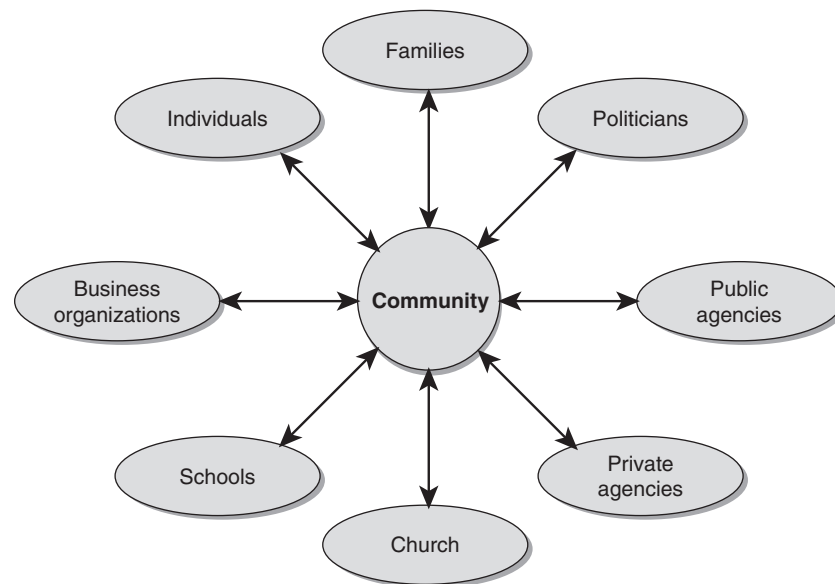 Families
Individuals
Politicians
Business
organizations
Community
Public
agencies
Schools
Private
agencies
Church